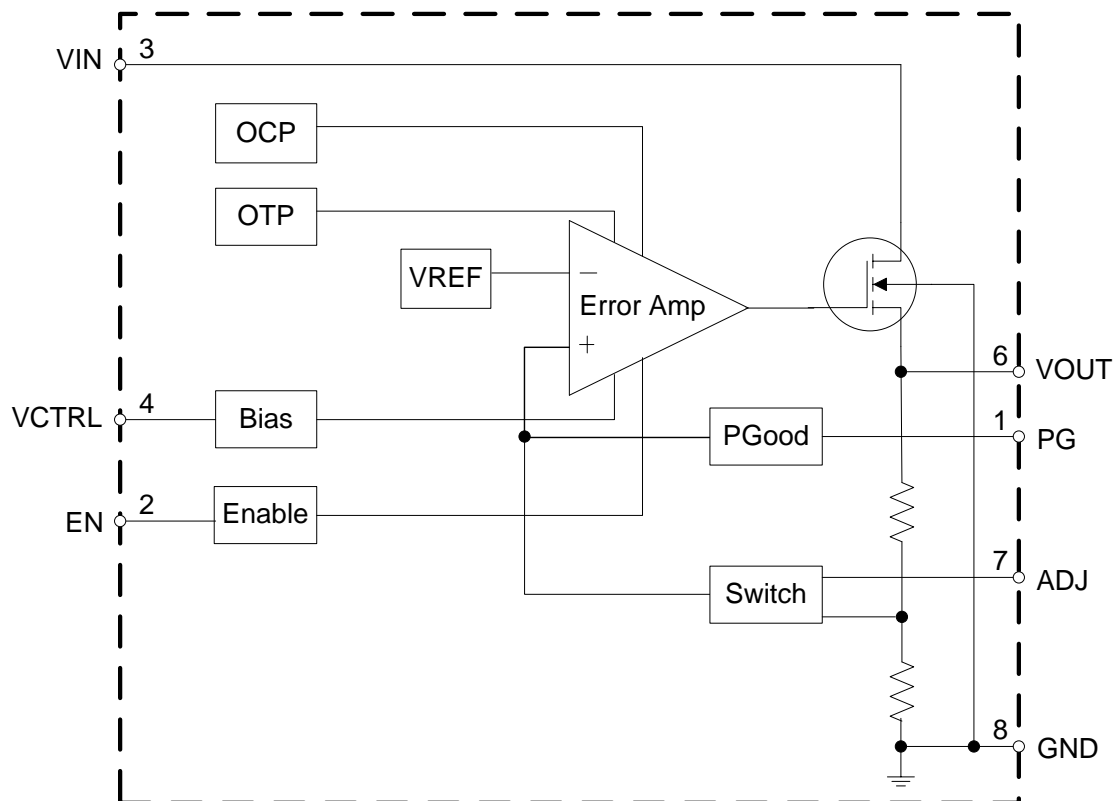 VIN 3
OCP
OTP
VREF
−
Error Amp
+
6 VOUT
VCTRL 4 Bias
PGood 1 PG
EN 2 Enable
Switch 7 ADJ
8 GND